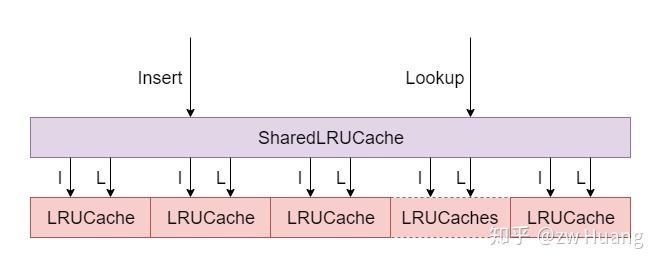 Insert Lookup
SharedLRUCache
I L I L I L I L I L
LRUCache LRUCache LRUCache LRUCaches LRUCache
知乎 @zw Huang